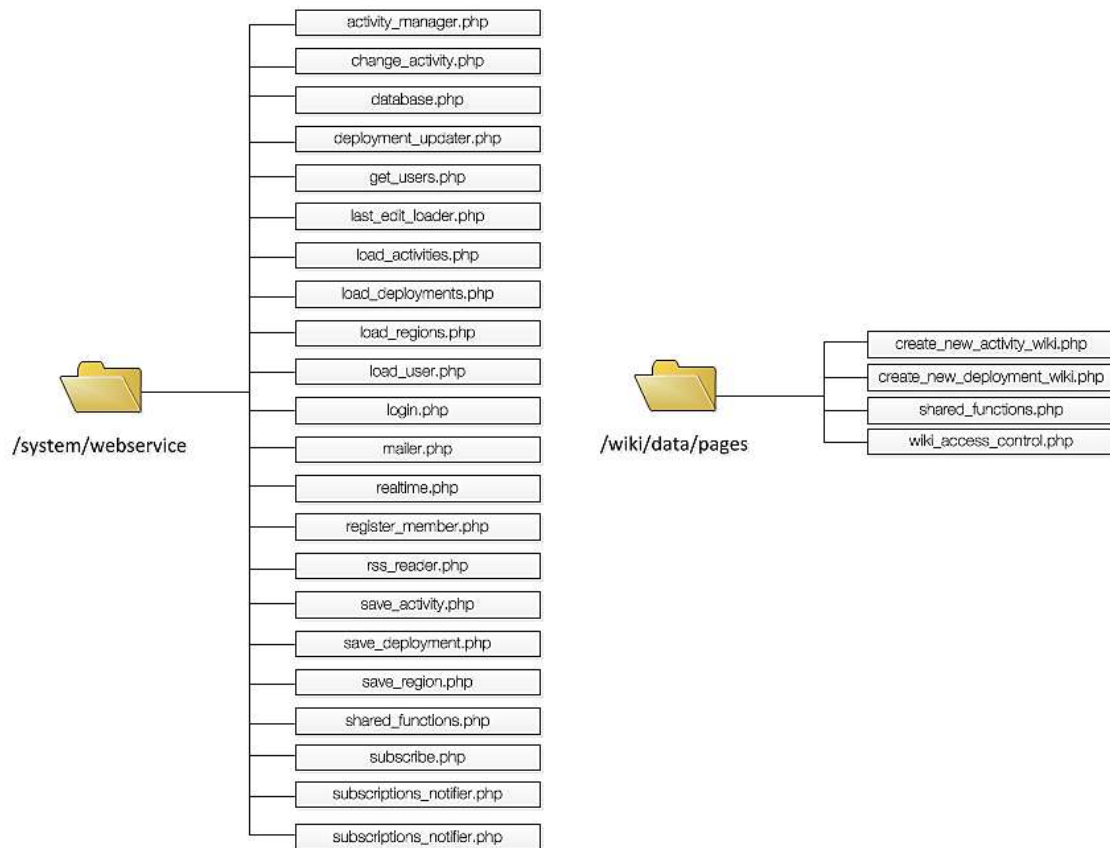 activity_manager.php
change_activity.php
database.php
deployment_updater.php
get_users.php
last_edit_loader.php
load_activities.php
load_deployments.php
load_regions.php
load_user.php
login.php
mailer.php
realtime.php
register_member.php
rss_reader.php
save_activity.php
save_deployment.php
save_region.php
shared_functions.php
subscribe.php
subscriptions_notifier.php
subscriptions_notifier.php
/system/webservice
create_new_activity_wiki.php
create_new_deployment_wiki.php
shared_functions.php
wiki_access_control.php
/wiki/data/pages